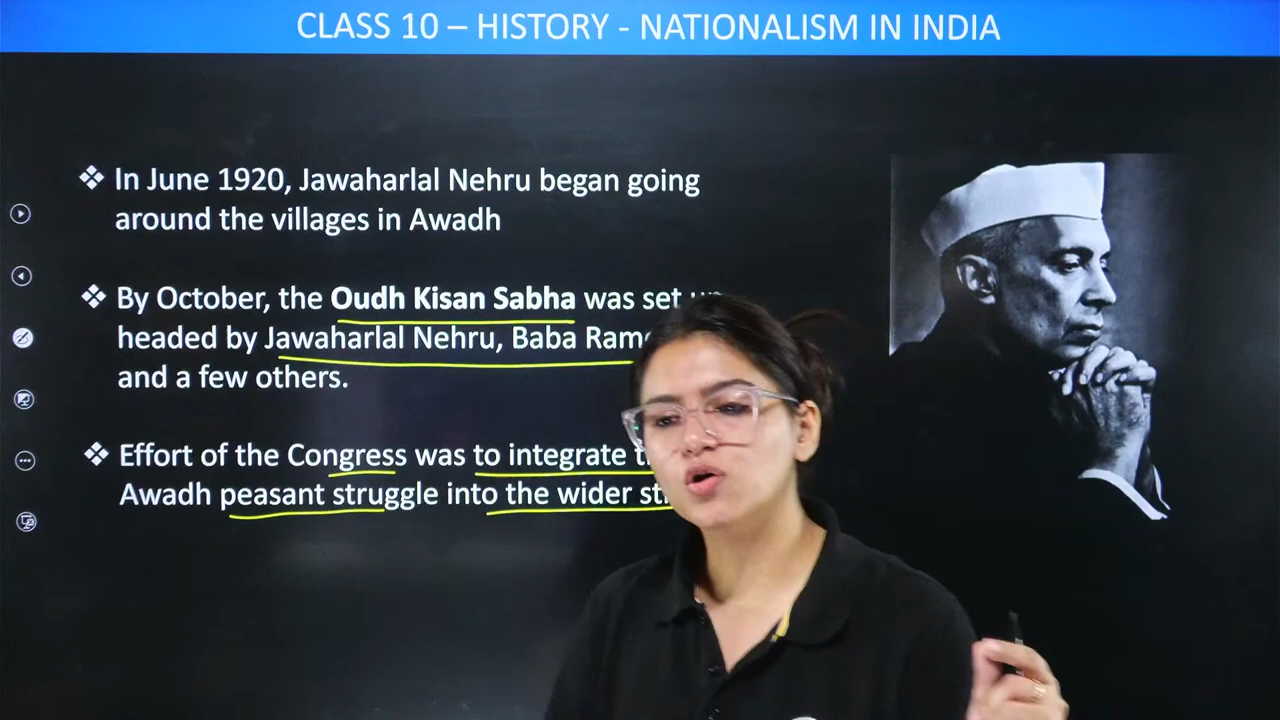 CLASS 10 – HISTORY - NATIONALISM IN INDIA
❖ In June 1920, Jawaharlal Nehru began going
around the villages in Awadh
❖ By October, the Oudh Kisan Sabha was set
headed by Jawaharlal Nehru, Baba
and a few others.
❖ Effort of the Congress was to integrate
Awadh peasant struggle into the wider